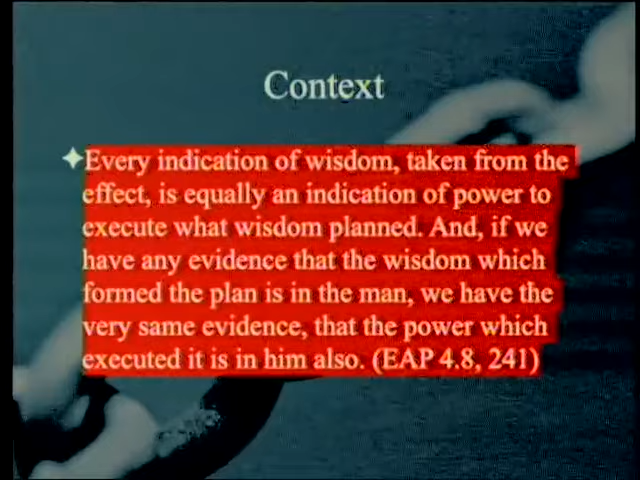 Context
Every indication of wisdom, taken from the
effect, is equally an indication of power to
execute what wisdom planned. And, if we
have any evidence that the wisdom which
formed the plan is in the man, we have the
very same evidence, that the power which
executed it is in him also. (EAP 4.8, 241)